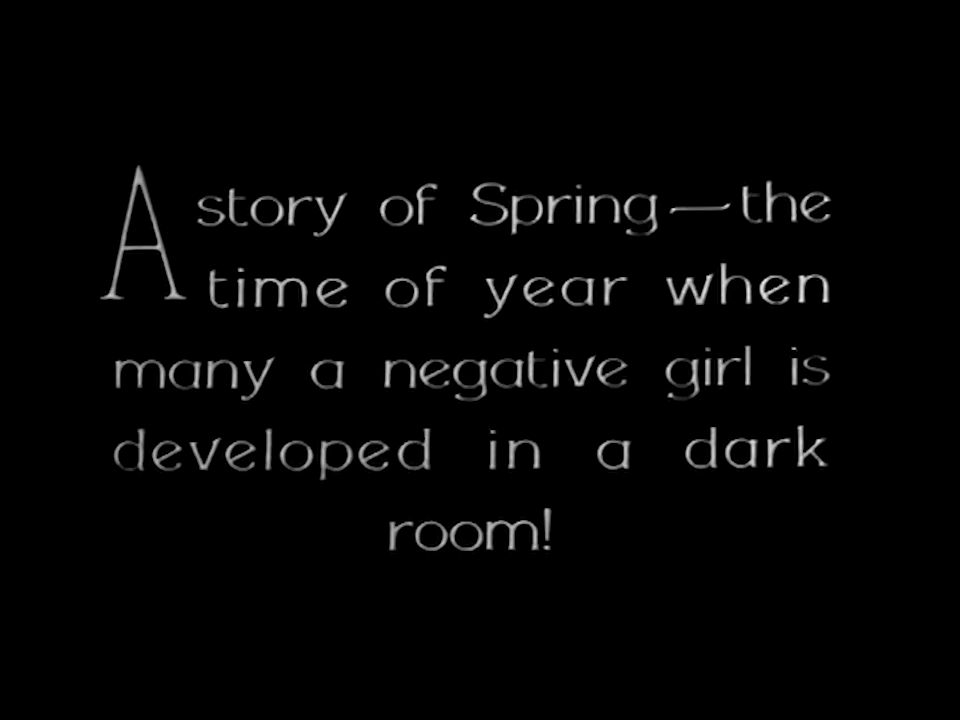 A story of Spring—the
time of year when
many a negative girl is
developed in a dark
room!